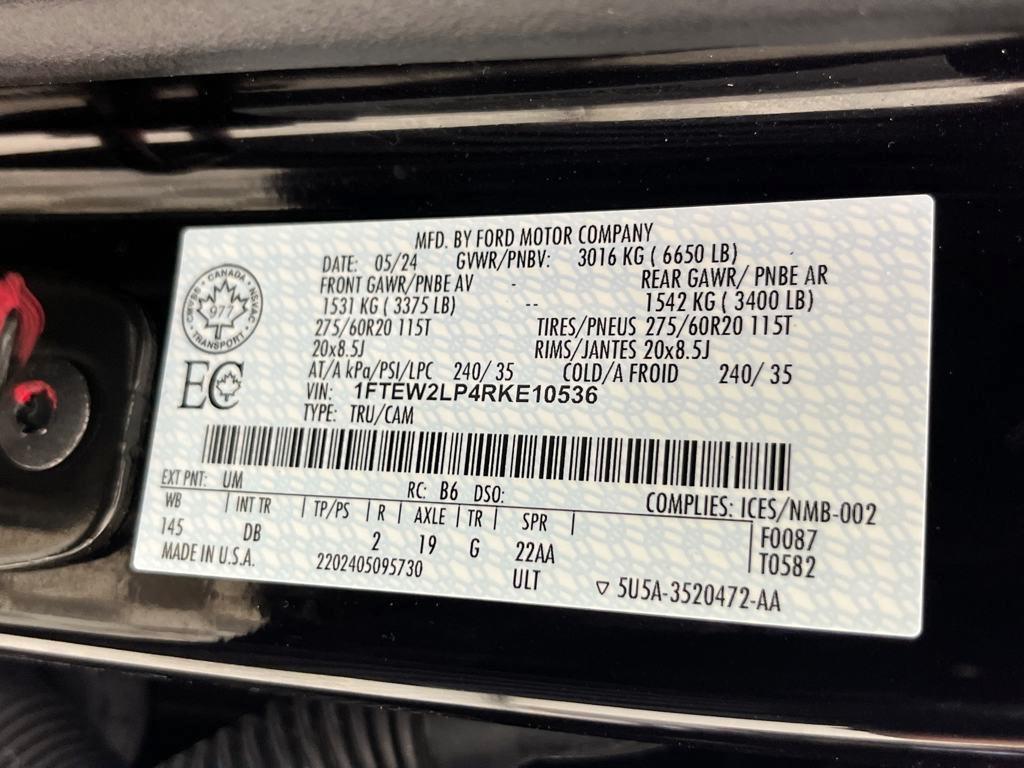 MFD. BY FORD MOTOR COMPANY
DATE: 05/24 GVWR/PNBV: 3016 KG ( 6650 LB)
FRONT GAWR/PNBE AV - REAR GAWR/ PNBE AR
1531 KG ( 3375 LB) -- 1542 KG ( 3400 LB)
275/60R20 115T TIRES/PNEUS 275/60R20 115T
20x8.5J RIMS/JANTES 20x8.5J
AT/A kPa/PSI/LPC 240/ 35 COLD/A FROID 240/ 35
VIN: 1FTEW2LP4RKE10536
TYPE: TRU/CAM
CANADA
CMVSS NSVAC
977
TRANSPORT
EC
EXT PNT: UM RC: B6 DSO: COMPLIES: ICES/NMB-002
WB | INT TR | TP/PS | R | AXLE | TR | SPR | F0087
145 DB 2 19 G 22AA T0582
MADE IN U.S.A. 2202405095730 ULT ▽ 5U5A-3520472-AA